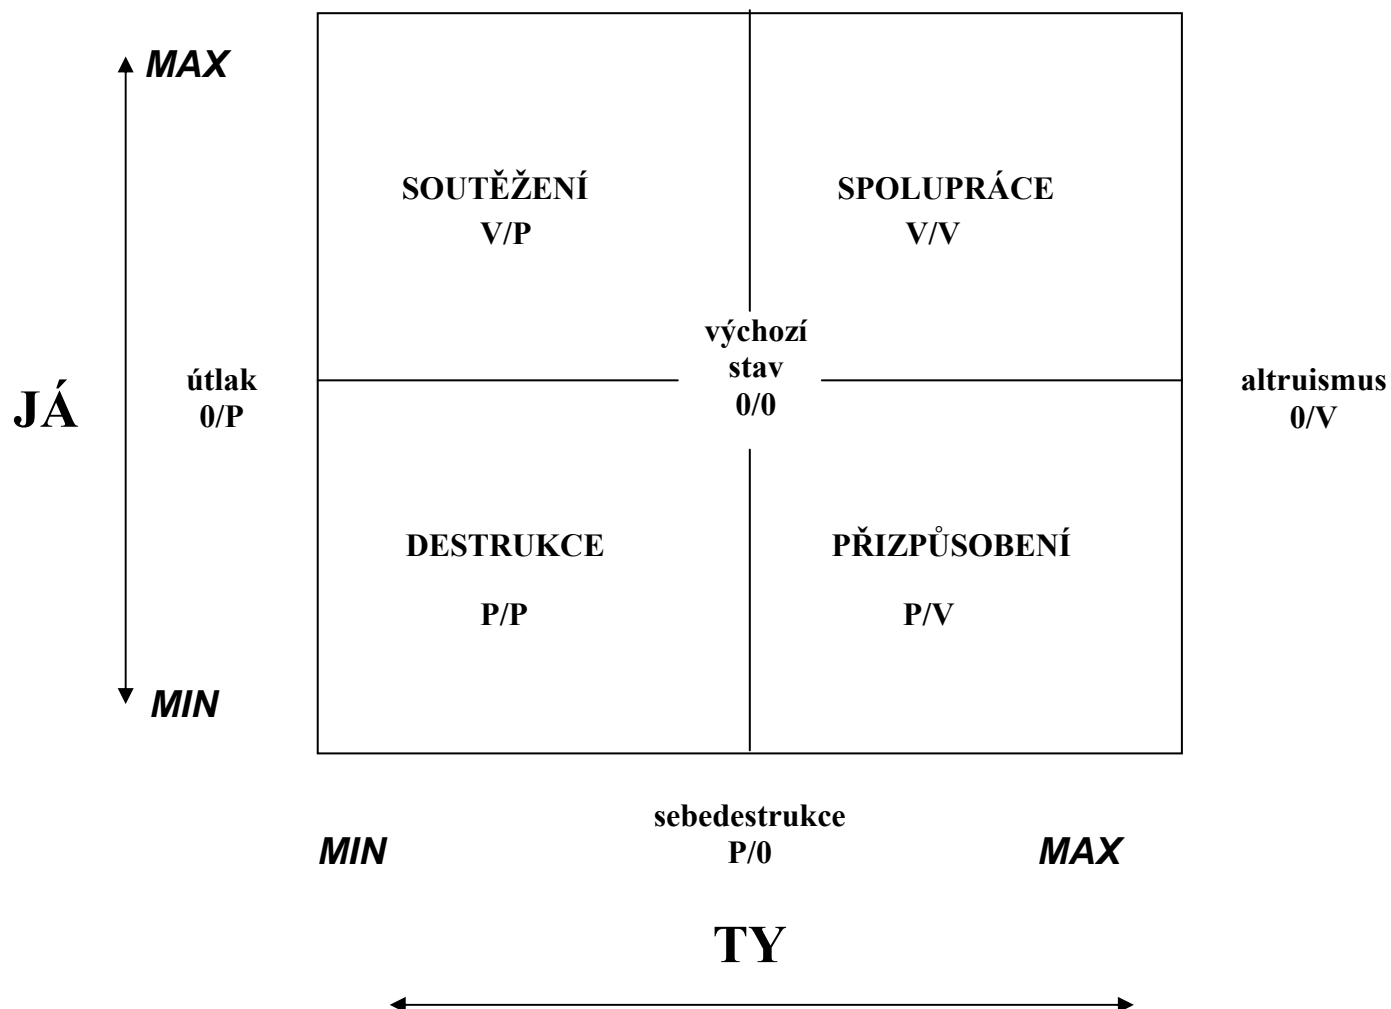 MAX
SOUTĚŽENÍ
V/P
SPOLUPRÁCE
V/V
výchozí
stav
0/0
JÁ
útlak
0/P
altruismus
0/V
DESTRUKCE
P/P
PŘIZPŮSOBENÍ
P/V
MIN
sebedestrukce
P/0
MIN
MAX
TY